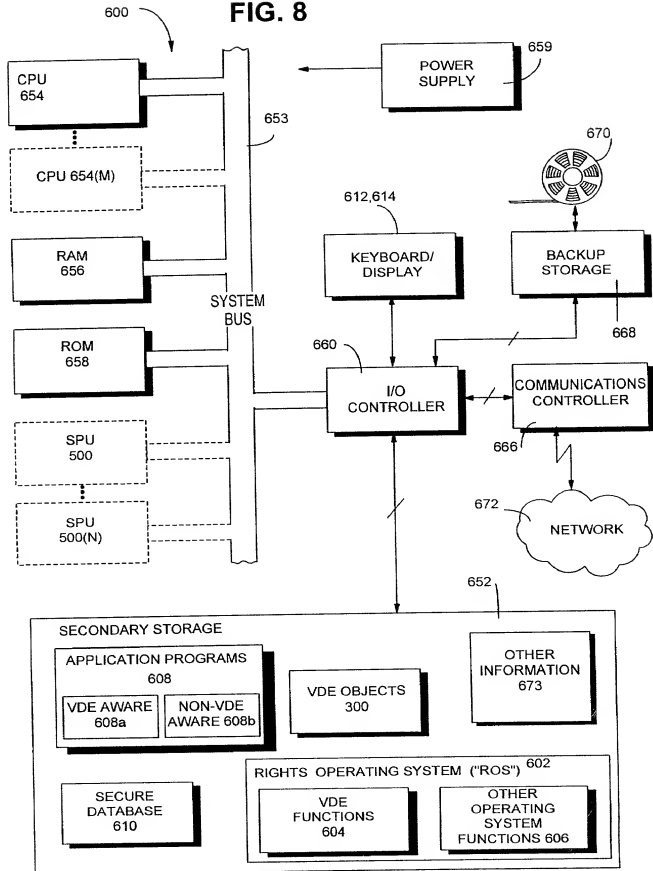 FIG. 8
600
CPU
654
CPU 654(M)
RAM
656
ROM
658
SPU
500
SPU
500(N)
653
SYSTEM
BUS
POWER
SUPPLY
659
670
612,614
KEYBOARD/
DISPLAY
BACKUP
STORAGE
668
660
I/O
CONTROLLER
COMMUNICATIONS
CONTROLLER
666
672
NETWORK
652
SECONDARY STORAGE
APPLICATION PROGRAMS
608
VDE AWARE
608a
NON-VDE
AWARE 608b
VDE OBJECTS
300
OTHER
INFORMATION
673
SECURE
DATABASE
610
RIGHTS OPERATING SYSTEM ("ROS") 602
VDE
FUNCTIONS
604
OTHER
OPERATING
SYSTEM
FUNCTIONS 606